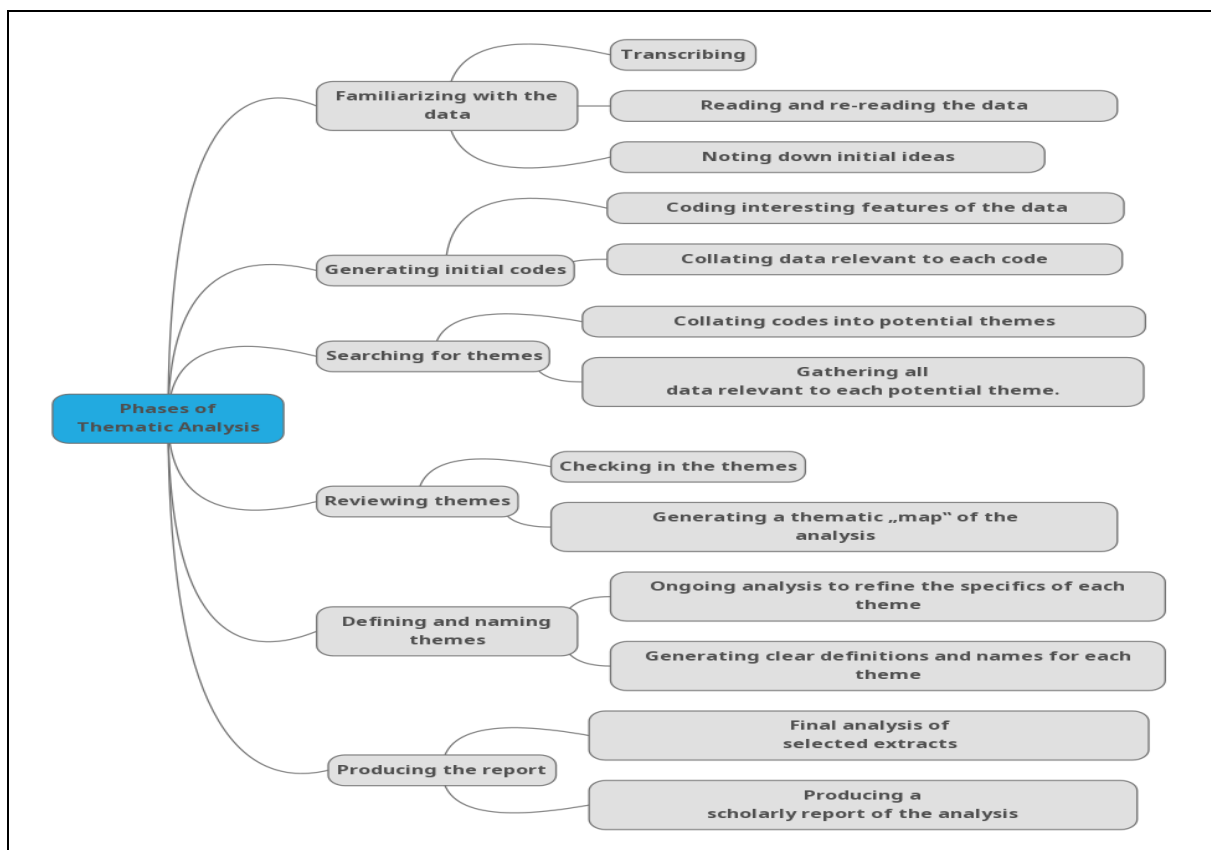 Phases of
Thematic Analysis
Familiarizing with the
data
Transcribing
Reading and re-reading the data
Noting down initial ideas
Generating initial codes
Coding interesting features of the data
Collating data relevant to each code
Searching for themes
Collating codes into potential themes
Gathering all
data relevant to each potential theme.
Reviewing themes
Checking in the themes
Generating a thematic „map‟ of the
analysis
Defining and naming
themes
Ongoing analysis to refine the specifics of each
theme
Generating clear definitions and names for each
theme
Producing the report
Final analysis of
selected extracts
Producing a
scholarly report of the analysis